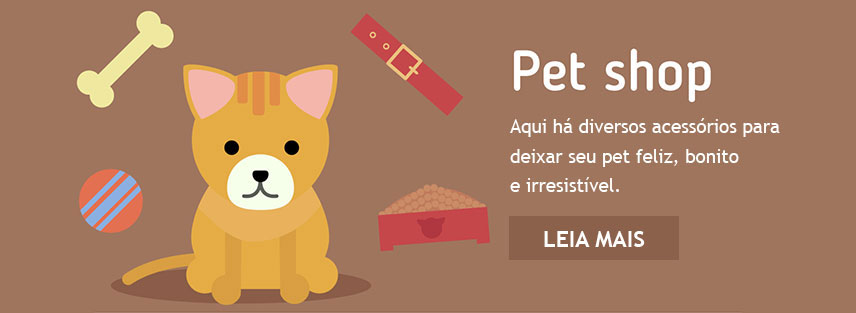 Pet shop
Aqui há diversos acessórios para
deixar seu pet feliz, bonito
e irresistível.
LEIA MAIS